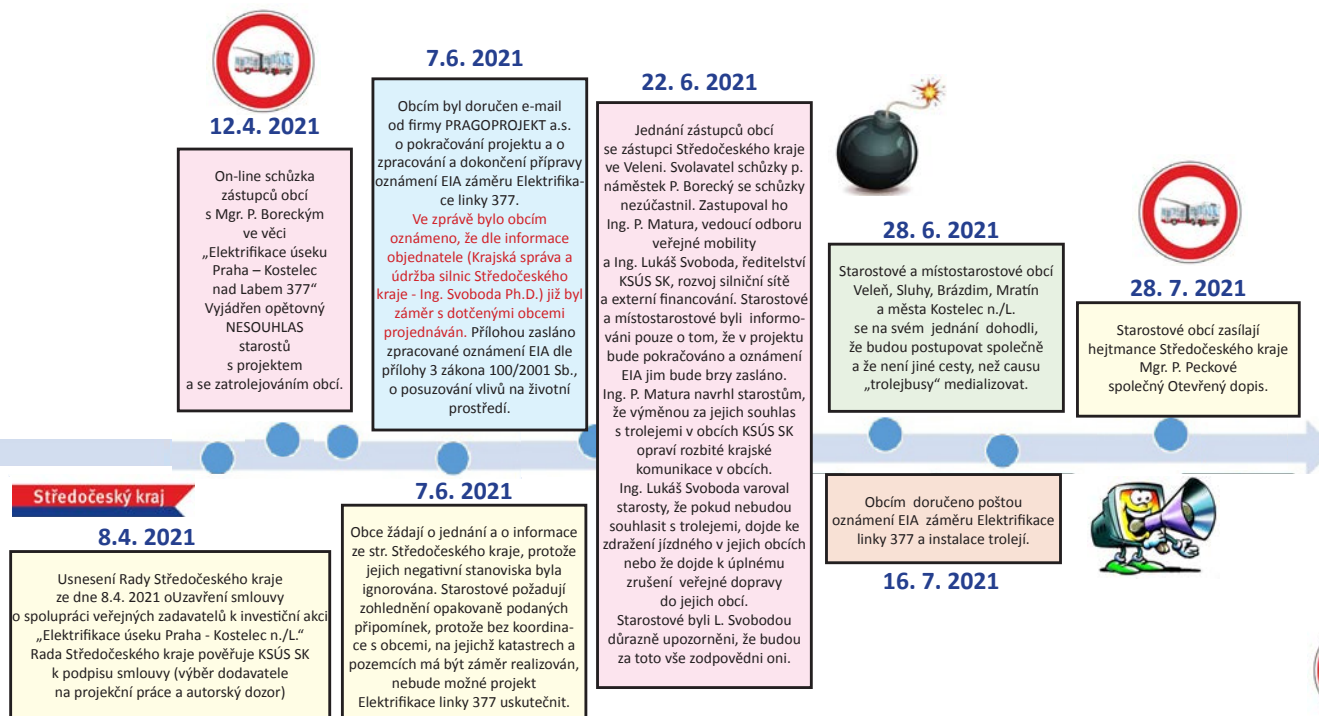 12.4. 2021
On-line schůzka
zástupců obcí
s Mgr. P. Boreckým
ve věci
„Elektrifikace úseku
Praha – Kostelec
nad Labem 377“
Vyjádřen opětovný
NESOUHLAS
starostů
s projektem
a se zatrolejováním obcí.
7.6. 2021
Obcím byl doručen e-mail
od firmy PRAGOPROJEKT a.s.
o pokračování projektu a o
zpracování a dokončení přípravy
oznámení EIA záměru Elektrifika-
ce linky 377.
Ve zprávě bylo obcím
oznámeno, že dle informace
objednatele (Krajská správa a
údržba silnic Středočeského
kraje - Ing. Svoboda Ph.D.) již byl
záměr s dotčenými obcemi
projednáván. Přílohou zasláno
zpracované oznámení EIA dle
přílohy 3 zákona 100/2001 Sb.,
o posuzování vlivů na životní
prostředí.
22. 6. 2021
Jednání zástupců obcí
se zástupci Středočeského kraje
ve Veleni. Svolavatel schůzky p.
náměstek P. Borecký se schůzky
nezúčastnil. Zastupoval ho
Ing. P. Matura, vedoucí odboru
veřejné mobility
a Ing. Lukáš Svoboda, ředitelství
KSÚS SK, rozvoj silniční sítě
a externí financování. Starostové
a místostarostové byli informo-
váni pouze o tom, že v projektu
bude pokračováno a oznámení
EIA jim bude brzy zasláno.
Ing. P. Matura navrhl starostům,
že výměnou za jejich souhlas
s trolejemi v obcích KSÚS SK
opraví rozbité krajské
komunikace v obcích.
Ing. Lukáš Svoboda varoval
starosty, že pokud nebudou
souhlasit s trolejemi, dojde ke
zdražení jízdného v jejich obcích
nebo že dojde k úplnému
zrušení veřejné dopravy
do jejich obcí.
Starostové byli L. Svobodou
důrazně upozorněni, že budou
za toto vše zodpovědni oni.
28. 6. 2021
Starostové a místostarostové obcí
Veleň, Sluhy, Brázdim, Mratín
a města Kostelec n./L.
se na svém jednání dohodli,
že budou postupovat společně
a že není jiné cesty, než causu
„trolejbusy“ medializovat.
28. 7. 2021
Starostové obcí zasílají
hejtmance Středočeského kraje
Mgr. P. Peckové
společný Otevřený dopis.
Středočeský kraj
8.4. 2021
Usnesení Rady Středočeského kraje
ze dne 8.4. 2021 oUzavření smlouvy
o spolupráci veřejných zadavatelů k investiční akci
„Elektrifikace úseku Praha - Kostelec n./L.“
Rada Středočeského kraje pověřuje KSÚS SK
k podpisu smlouvy (výběr dodavatele
na projekční práce a autorský dozor)
7.6. 2021
Obce žádají o jednání a o informace
ze str. Středočeského kraje, protože
jejich negativní stanoviska byla
ignorována. Starostové požadují
zohlednění opakovaně podaných
připomínek, protože bez koordina-
ce s obcemi, na jejichž katastrech a
pozemcích má být záměr realizován,
nebude možné projekt
Elektrifikace linky 377 uskutečnit.
Obcím doručeno poštou
oznámení EIA záměru Elektrifikace
linky 377 a instalace trolejí.
16. 7. 2021